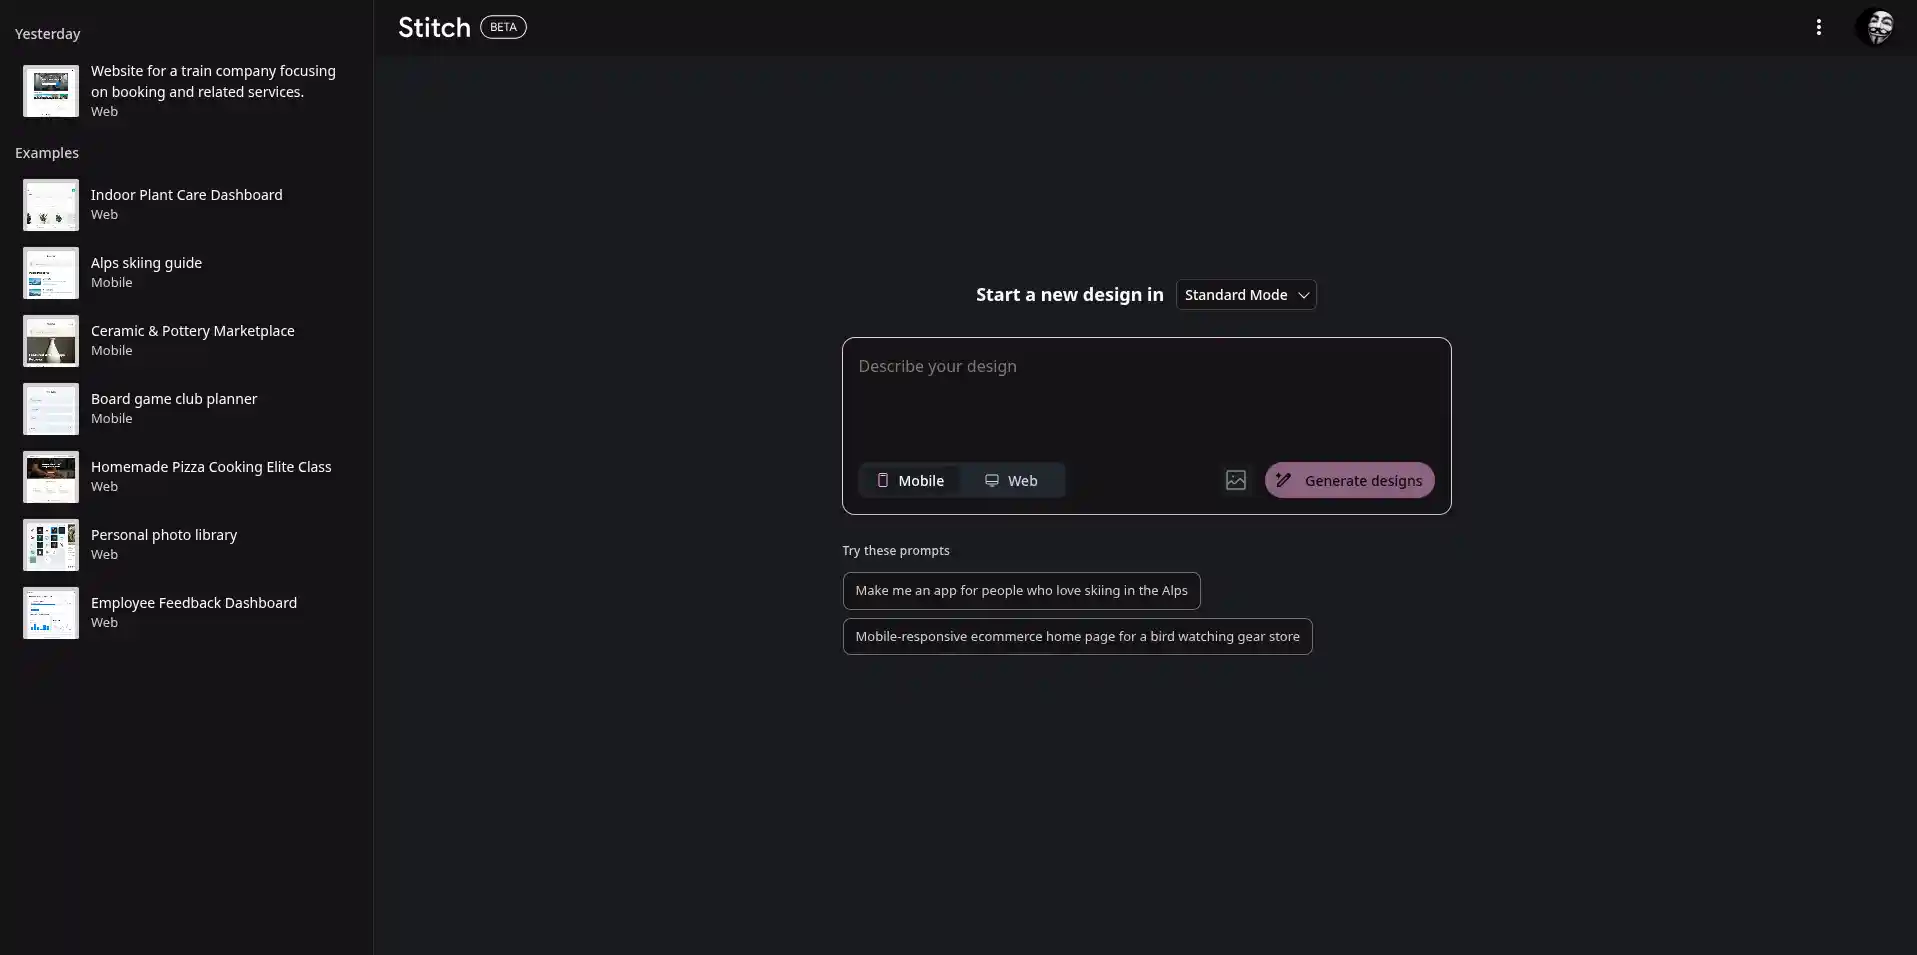 Yesterday
Website for a train company focusing
on booking and related services.
Web
Examples
Indoor Plant Care Dashboard
Web
Alps skiing guide
Mobile
Ceramic & Pottery Marketplace
Mobile
Board game club planner
Mobile
Homemade Pizza Cooking Elite Class
Web
Personal photo library
Web
Employee Feedback Dashboard
Web
Stitch BETA
Start a new design in Standard Mode
Describe your design
Mobile Web Generate designs
Try these prompts
Make me an app for people who love skiing in the Alps
Mobile-responsive ecommerce home page for a bird watching gear store